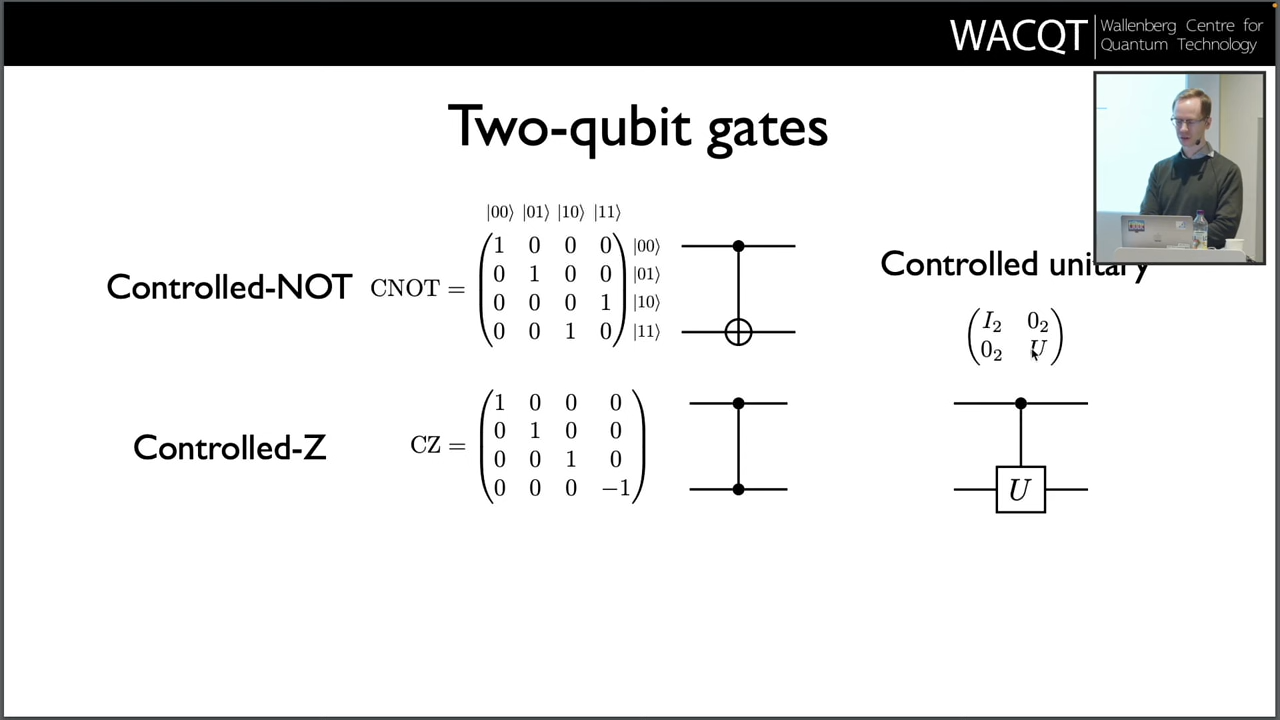 WACQT
Wallenberg Centre for
Quantum Technology
Two-qubit gates
|00⟩ |01⟩ |10⟩ |11⟩
Controlled-NOT CNOT =
1 0 0 0 |00⟩
0 1 0 0 |01⟩
0 0 0 1 |10⟩
0 0 1 0 |11⟩
Controlled-Z CZ =
1 0 0 0
0 1 0 0
0 0 1 0
0 0 0 −1
Controlled unitary
I₂ 0₂
0₂ U
U